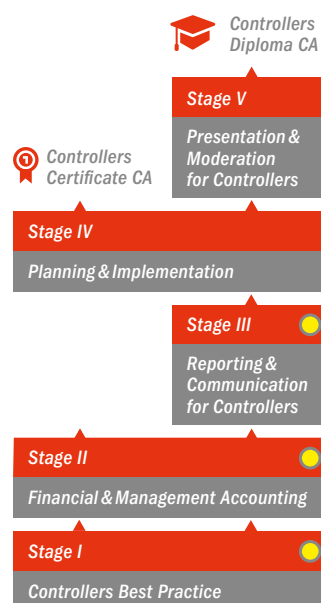 Controllers
Diploma CA
Stage V
Presentation &
Moderation
for Controllers
1
Controllers
Certificate CA
Stage IV
Planning & Implementation
Stage III
Reporting &
Communication
for Controllers
Stage II
Financial & Management Accounting
Stage I
Controllers Best Practice